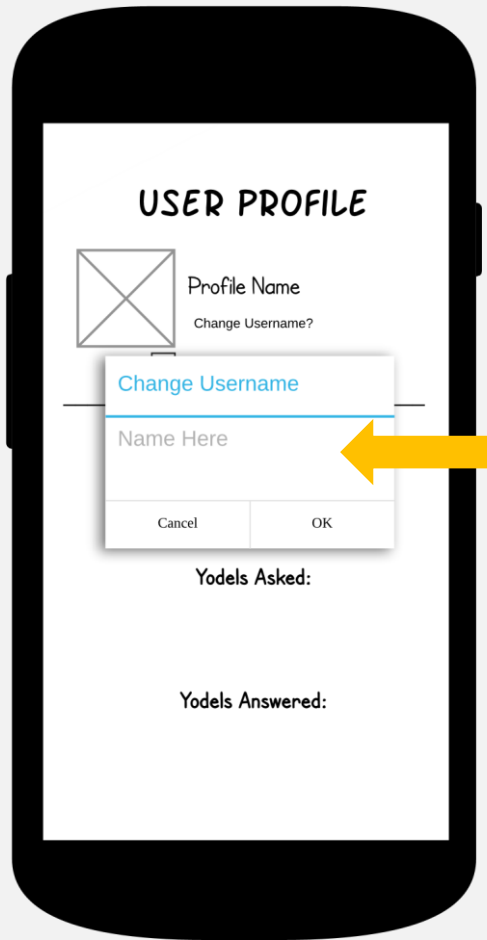 USER PROFILE
Profile Name
Change Username?
Change Username
Name Here
Cancel OK
Yodels Asked:
Yodels Answered: